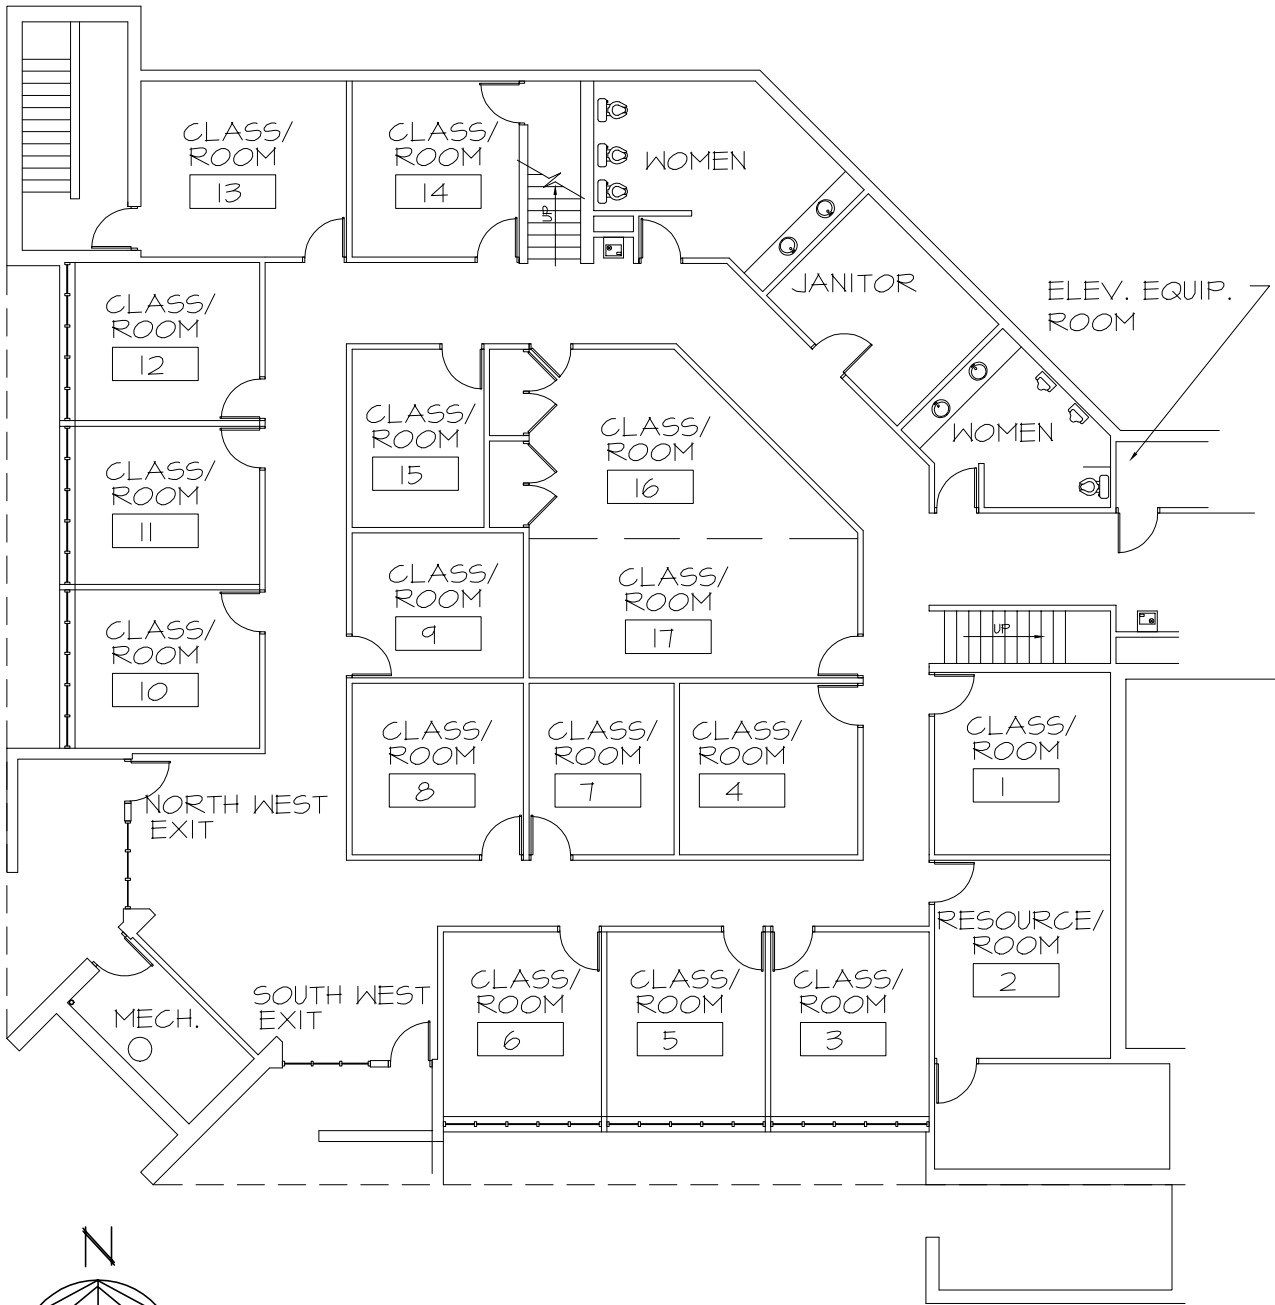 CLASS/
ROOM
13
CLASS/
ROOM
14
UP
WOMEN
JANITOR
ELEV. EQUIP.
ROOM
CLASS/
ROOM
12
CLASS/
ROOM
15
CLASS/
ROOM
16
WOMEN
CLASS/
ROOM
11
CLASS/
ROOM
9
CLASS/
ROOM
17
UP
CLASS/
ROOM
10
CLASS/
ROOM
8
CLASS/
ROOM
7
CLASS/
ROOM
4
CLASS/
ROOM
1
NORTH WEST
EXIT
RESOURCE/
ROOM
2
MECH.
SOUTH WEST
EXIT
CLASS/
ROOM
6
CLASS/
ROOM
5
CLASS/
ROOM
3
N